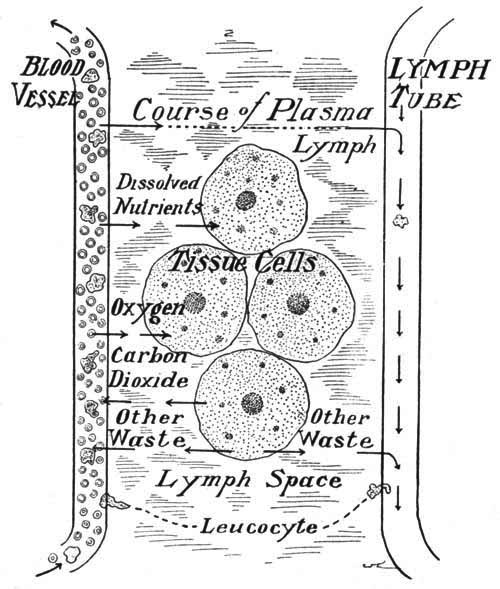 2
BLOOD
VESSEL
LYMPH
TUBE
Course of Plasma
Lymph
Dissolved
Nutrients
Tissue Cells
Oxygen
Carbon
Dioxide
Other
Waste
Other
Waste
Lymph Space
Leucocyte